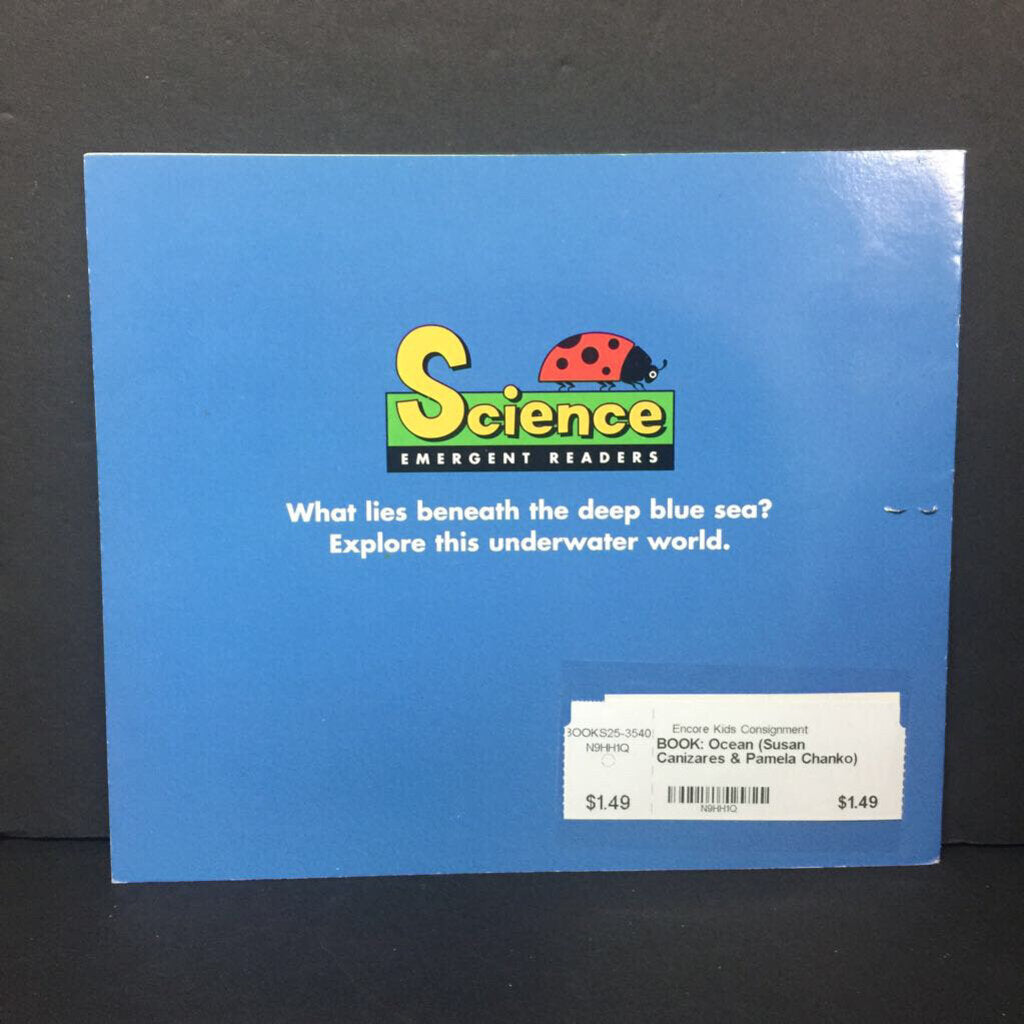 Science
EMERGENT READERS
What lies beneath the deep blue sea?
Explore this underwater world.
BOOKS25-3540
N9HH1Q
$1.49
Encore Kids Consignment
BOOK: Ocean (Susan
Canizares & Pamela Chanko)
N9HH1Q
$1.49